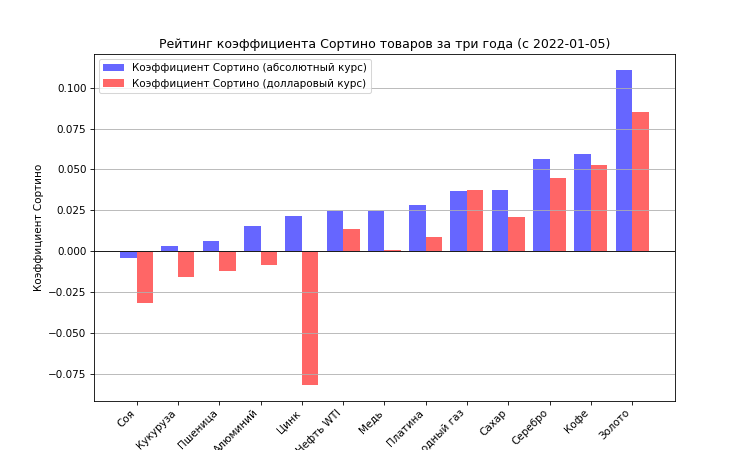 Рейтинг коэффициента Сортино товаров за три года (с 2022-01-05)
Коэффициент Сортино (абсолютный курс)
Коэффициент Сортино (долларовый курс)
Коэффициент Сортино
0.100
0.075
0.050
0.025
0.000
−0.025
−0.050
−0.075
Соя
Кукуруза
Пшеница
Алюминий
Цинк
Нефть WTI
Медь
Платина
газ
Сахар
Серебро
Кофе
Золото